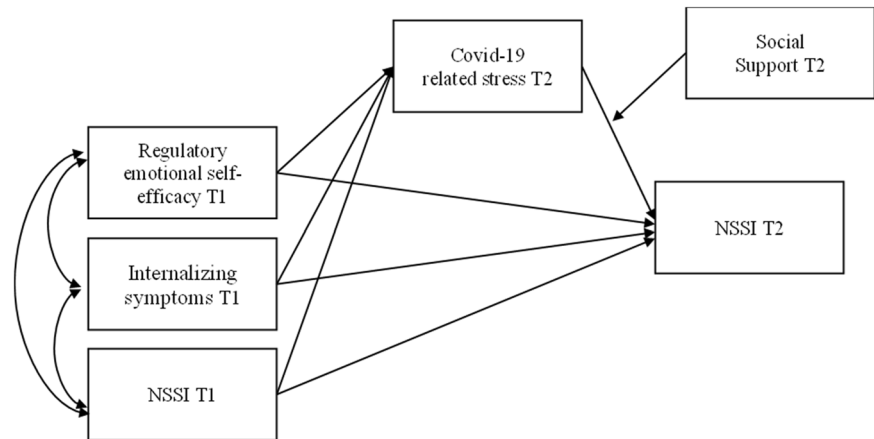 Covid-19
related stress T2
Social
Support T2
Regulatory
emotional self-
efficacy T1
NSSI T2
Internalizing
symptoms T1
NSSI T1